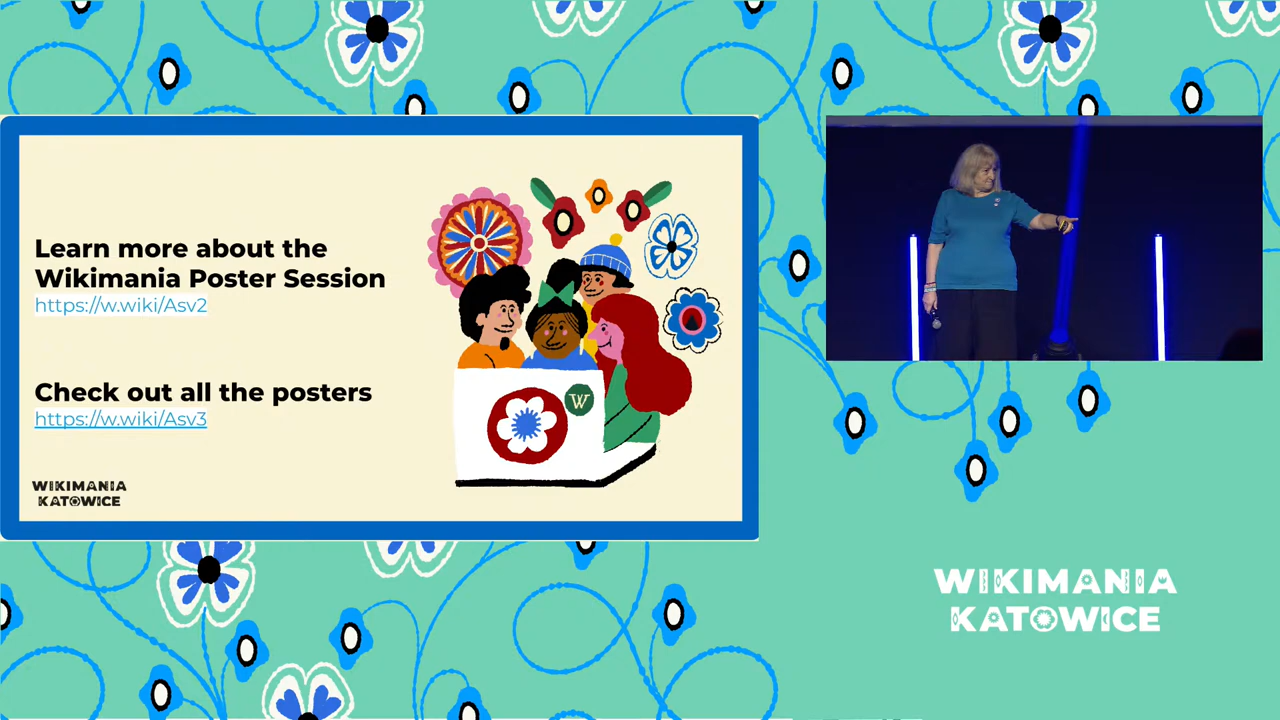 Learn more about the
Wikimania Poster Session
https://w.wiki/Asv2
Check out all the posters
https://w.wiki/Asv3
W
WIKIMANIA
KATOWICE
WIKIMANIA
KATOWICE